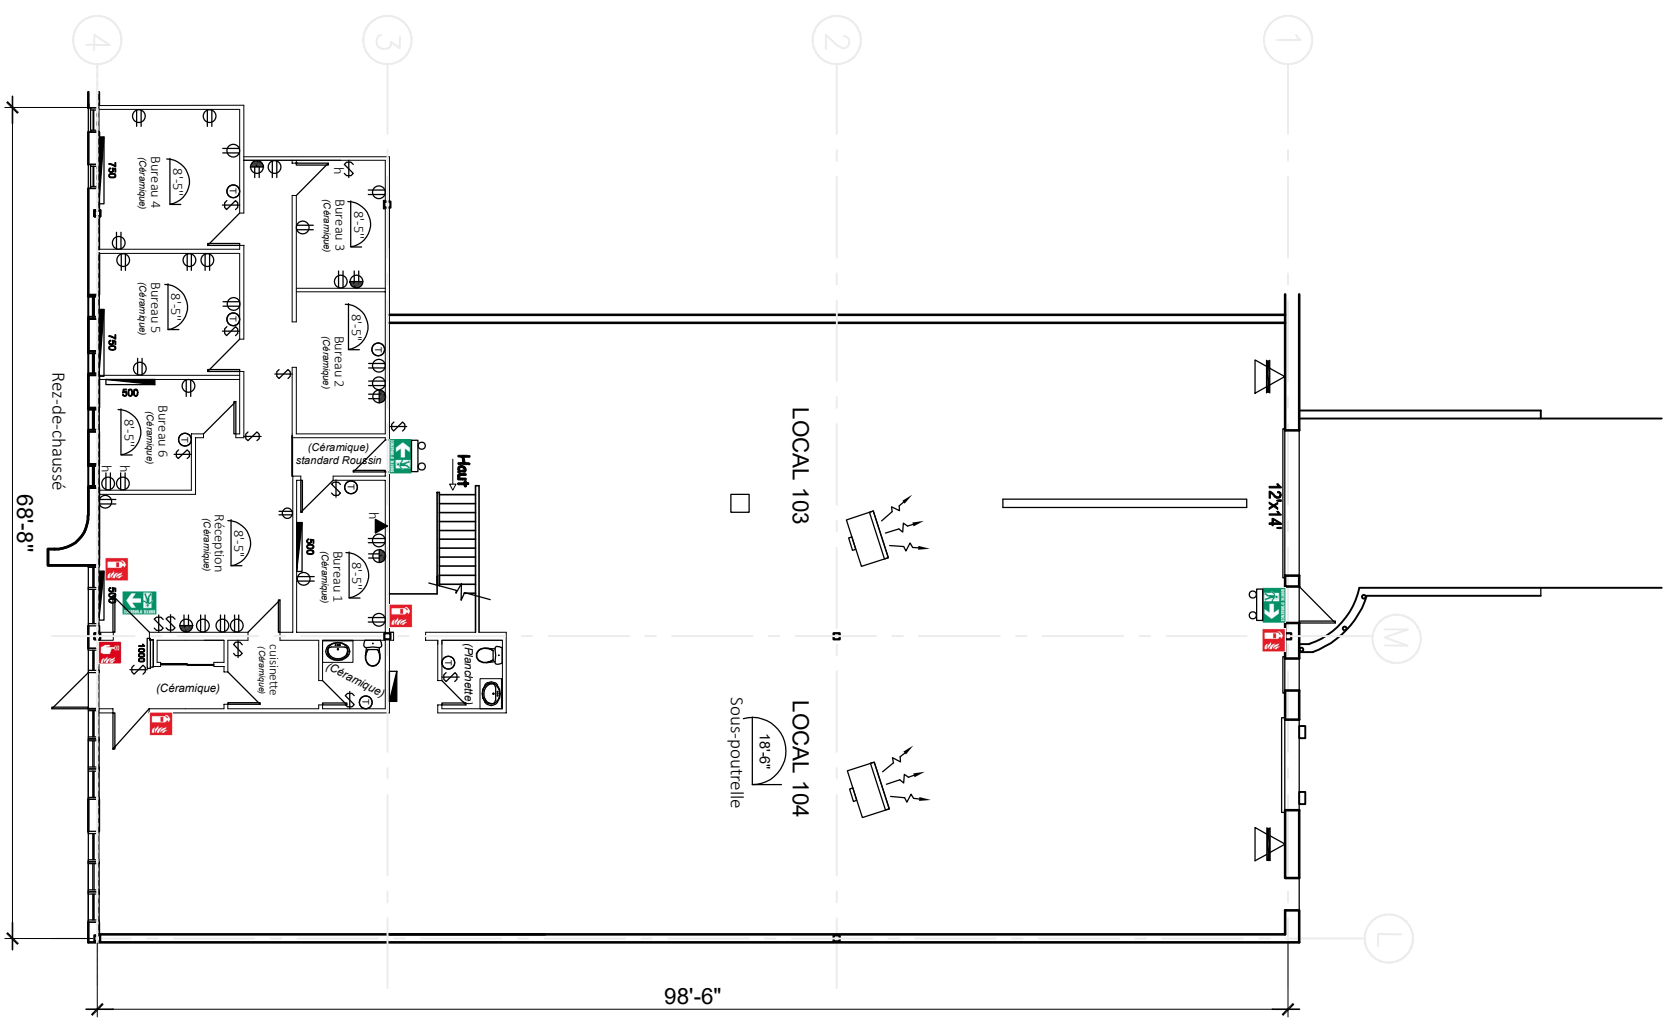 4
3
2
1
M
L
Bureau 4
(Céramique)
8'-5"
750
Bureau 5
(Céramique)
8'-5"
750
Bureau 6
(Céramique)
8'-5"
500
h
h
Bureau 3
(Céramique)
8'-5"
h
Bureau 2
(Céramique)
8'-5"
(Céramique)
standard Roussin
Bureau 1
(Céramique)
8'-5"
500
h
Réception
(Céramique)
8'-5"
500
1000
(Céramique)
cuisinette
(Céramique)
(Céramique)
(Planchette)
Haut
LOCAL 103
LOCAL 104
18'-6"
Sous-poutrelle
12'x14'
Rez-de-chaussé
68'-8"
98'-6"
T
T
T
T
T
T
T